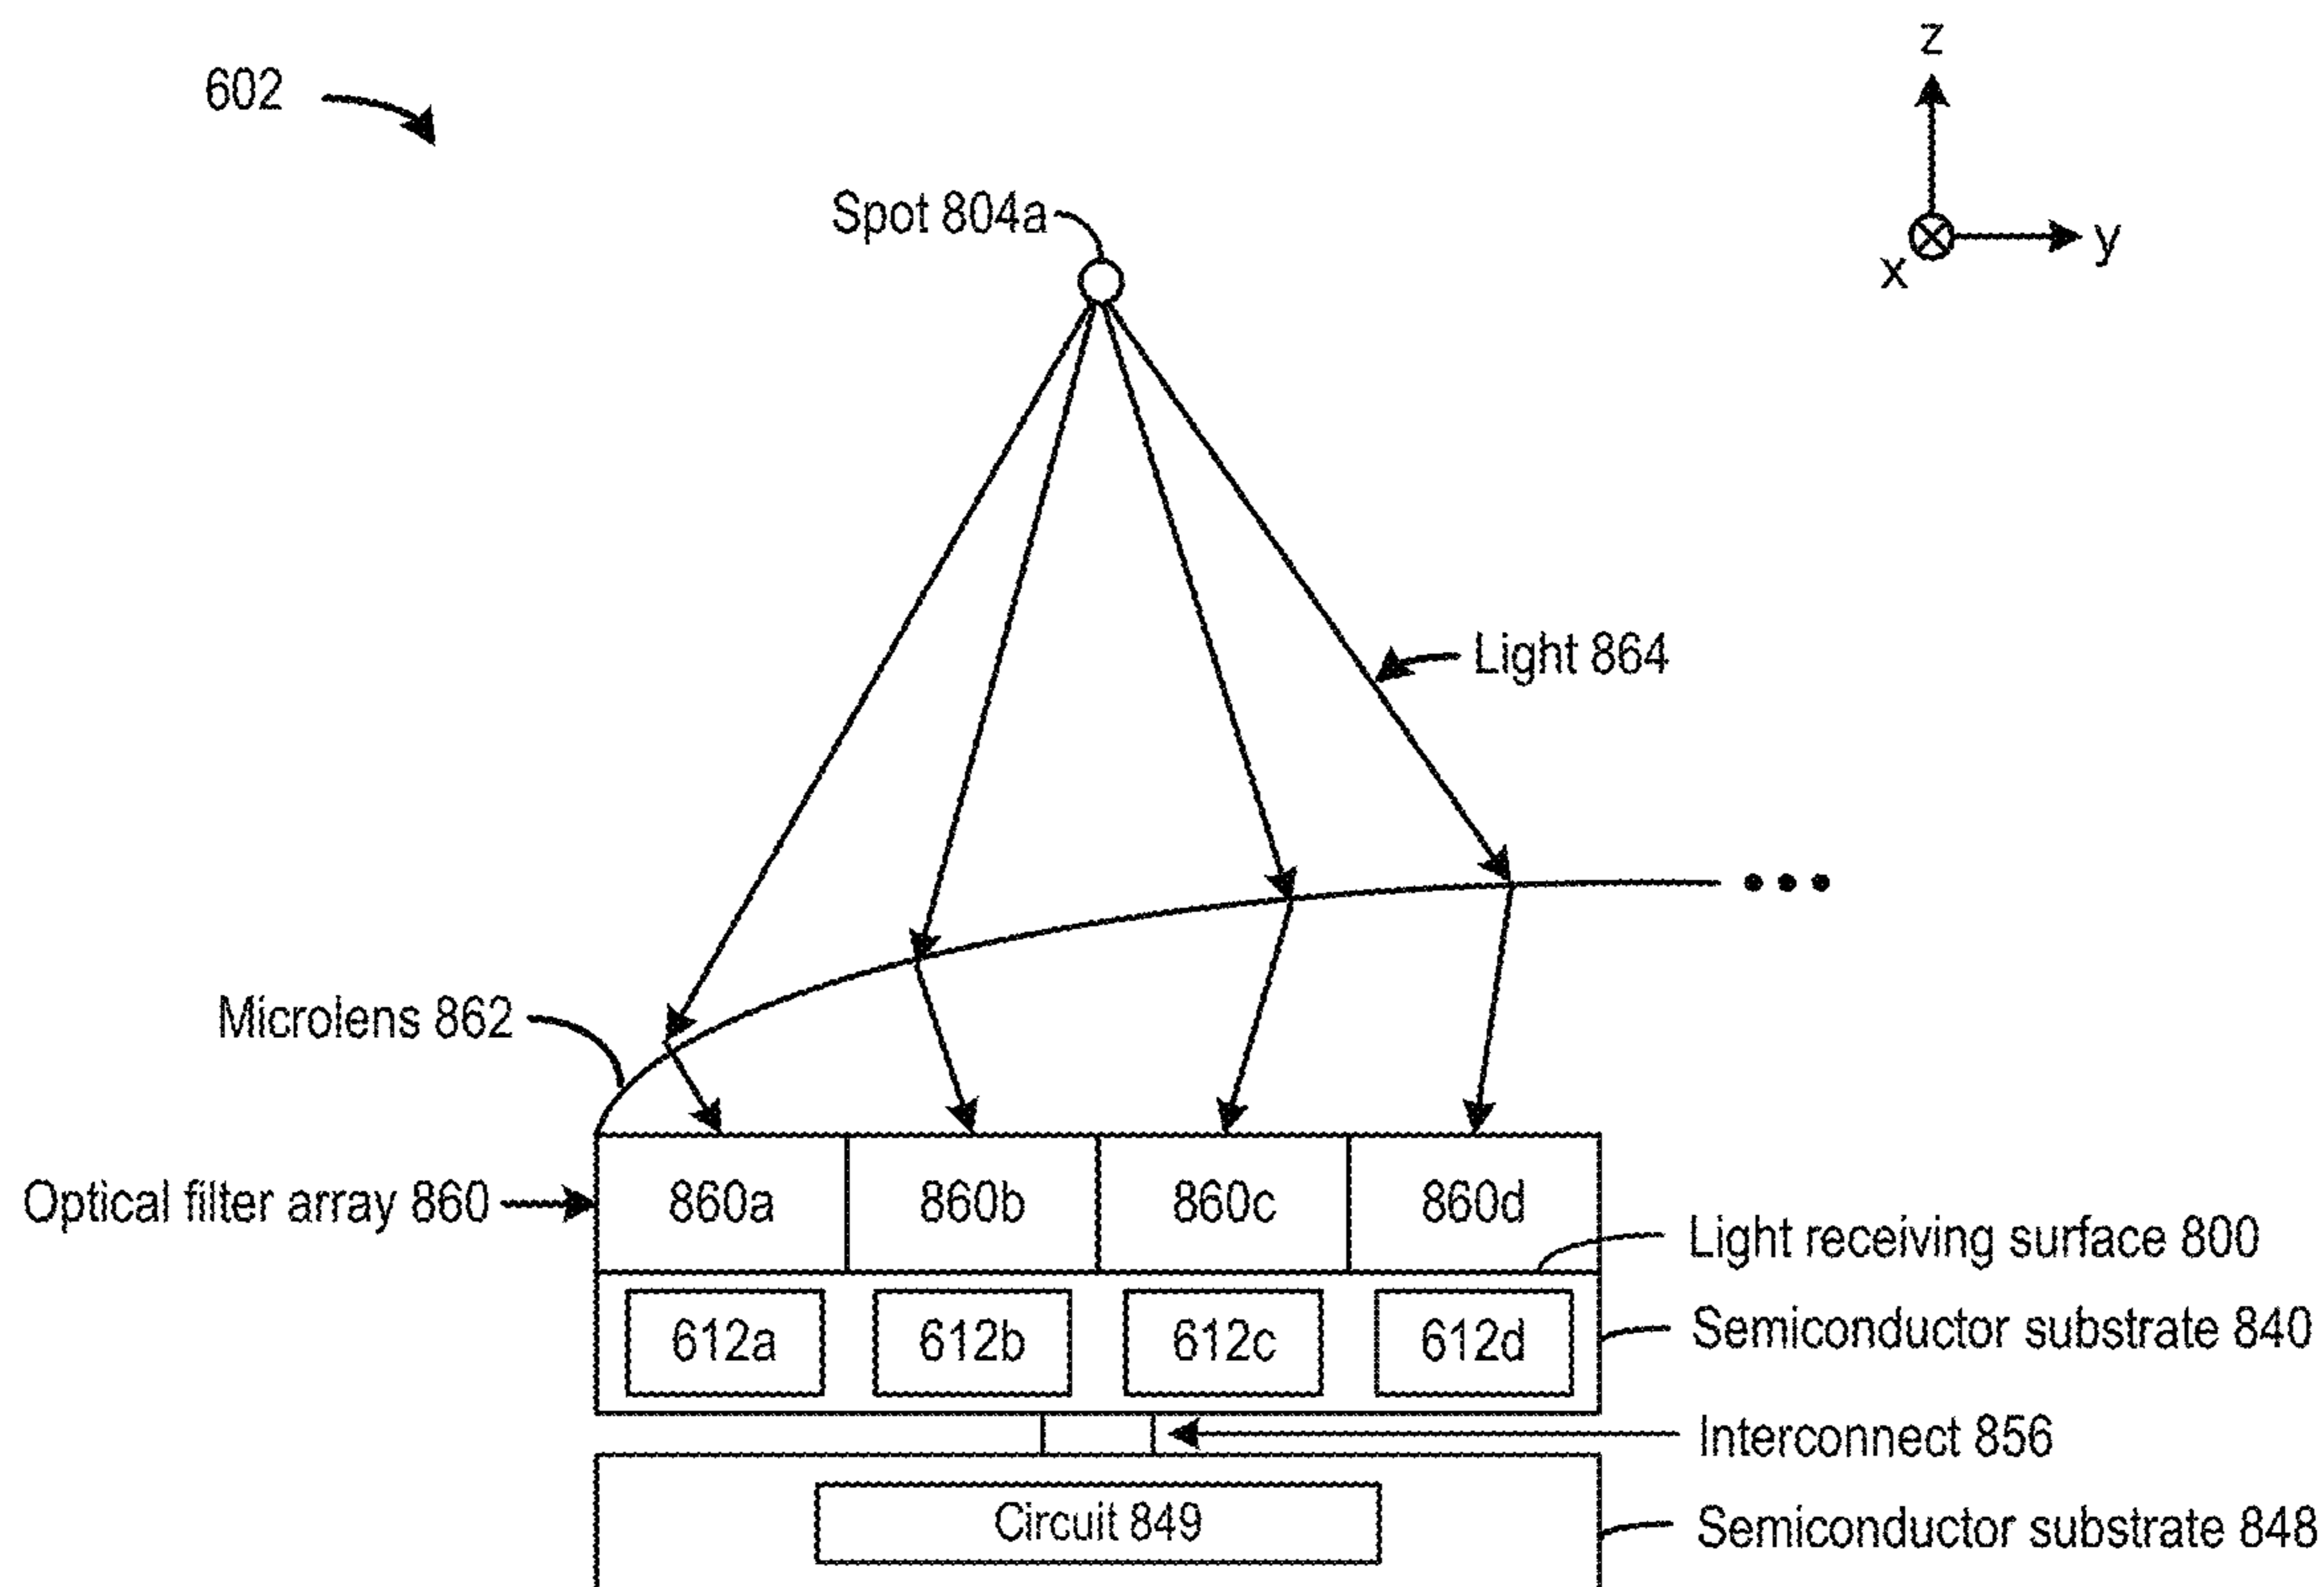 602
z
Spot 804a
y
x
Light 864
Microlens 862
Optical filter array 860
860a
860b
860c
860d
Light receiving surface 800
612a
612b
612c
612d
Semiconductor substrate 840
Interconnect 856
Circuit 849
Semiconductor substrate 848